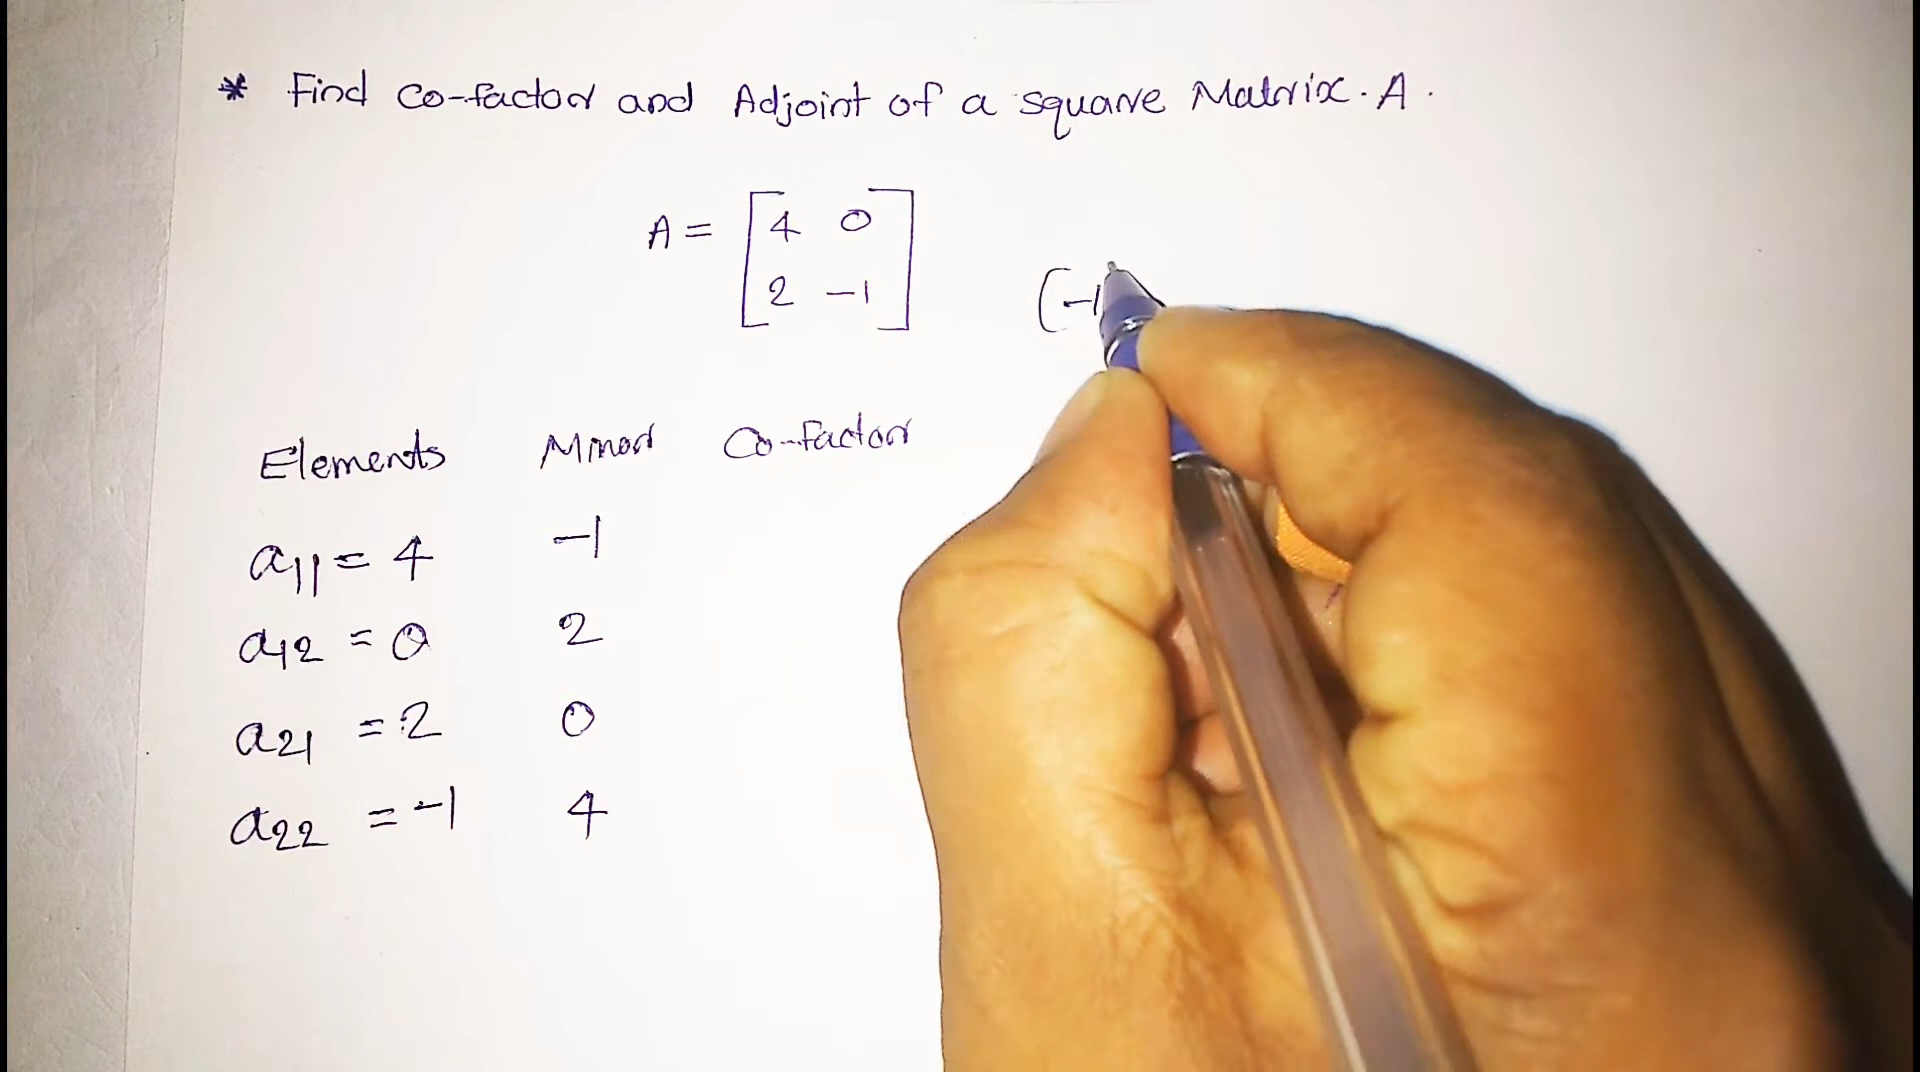 * Find Co-factor and Adjoint of a square Matrix. A.
A = [4 0
2 -1]
(-1
Elements Minor Co-factor
a11 = 4 -1
a12 = 0 2
a21 = 2 0
a22 = -1 4